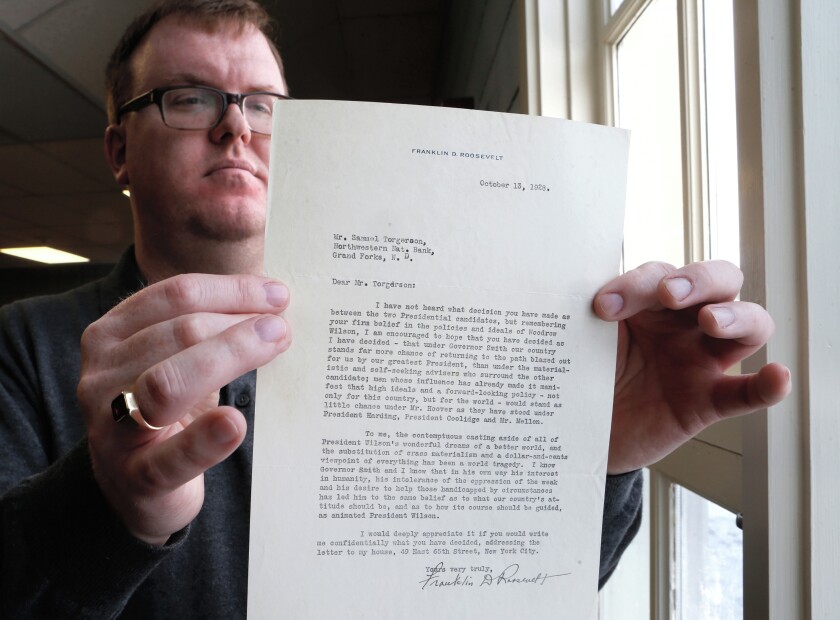 FRANKLIN D. ROOSEVELT
October 13, 1928.
Mr. Samuel Torgerson,
Northwestern Nat. Bank,
Grand Forks, N. D.
Dear Mr. Torgerson:
I have not heard what decision you have made as
between the two Presidential candidates, but remembering
your firm belief in the policies and ideals of Woodrow
Wilson, I am encouraged to hope that you have decided as
I have decided - that under Governor Smith our country
stands far more chance of returning to the path blazed out
for us by our greatest President, than under the material-
istic and self-seeking advisers who surround the other
candidate; men whose influence has already made it mani-
fest that high ideals and a forward-looking policy - not
only for this country, but for the world - would stand as
little chance under Mr. Hoover as they have stood under
President Harding, President Coolidge and Mr. Mellon.
To me, the contemptuous casting aside of all of
President Wilson's wonderful dreams of a better world, and
the substitution of crass materialism and a dollar-and-cents
viewpoint of everything has been a world tragedy. I know
Governor Smith and I know that in his own way his interest
in humanity, his intolerance of the oppression of the weak
and his desire to help those handicapped by circumstances
has led him to the same belief as to what our country's at-
titude should be, and as to how its course should be guided,
as animated President Wilson.
I would deeply appreciate it if you would write
me confidentially what you have decided, addressing the
letter to my house, 49 East 65th Street, New York City.
Yours very truly,
Franklin D Roosevelt